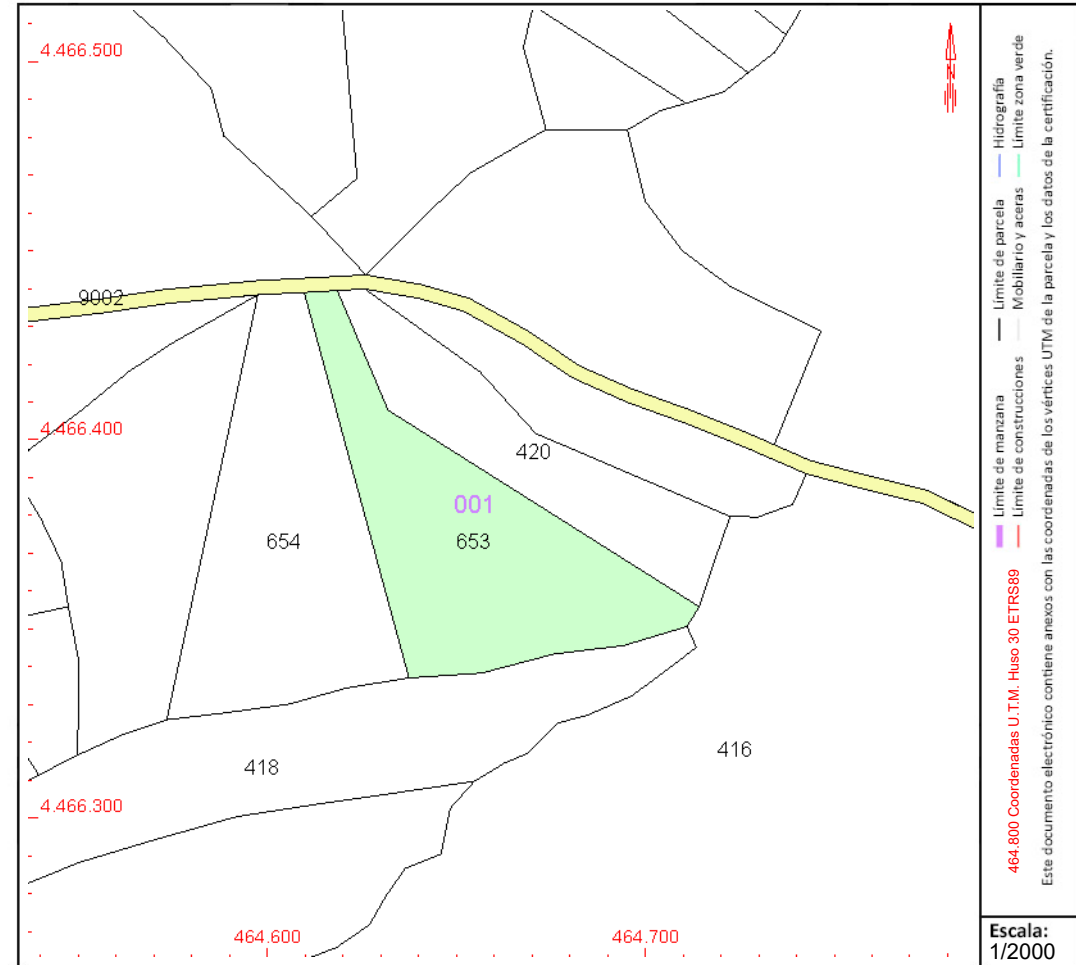 4.466.500
9002
4.466.400
420
001
653
654
416
418
4.466.300
464.600
464.700
N
Hidrografía
Límite zona verde
Límite de parcela
Mobiliario y aceras
Límite de manzana
Límite de construcciones
464.800 Coordenadas U.T.M. Huso 30 ETRS89
Este documento electrónico contiene anexos con las coordenadas de los vértices UTM de la parcela y los datos de la certificación.
Escala:
1/2000